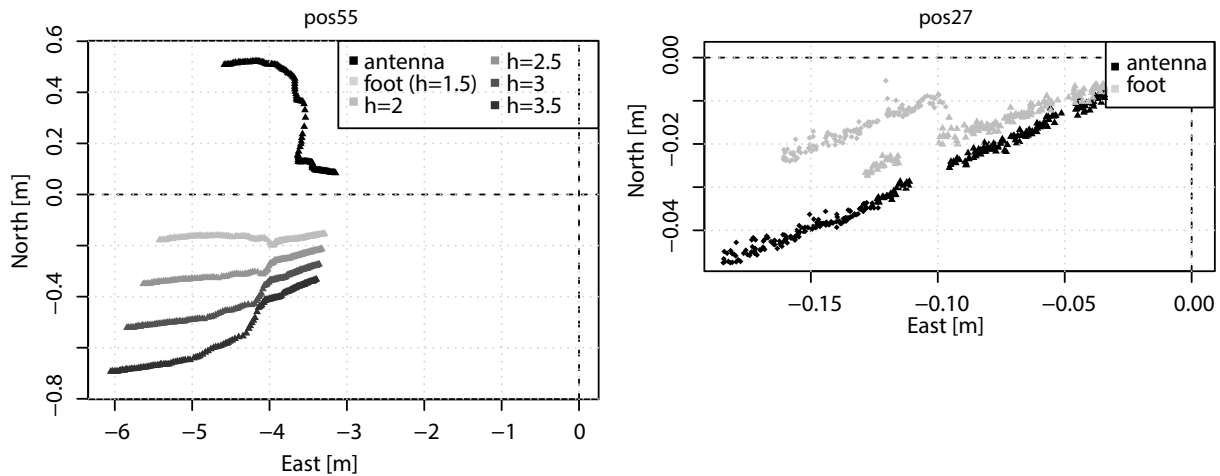 pos55
0.6
0.4
0.2
0.0
−0.4
−0.8
North [m]
−6 −5 −4 −3 −2 −1 0
East [m]
antenna
foot (h=1.5)
h=2
h=2.5
h=3
h=3.5
pos27
0.00
−0.02
−0.04
North [m]
−0.15 −0.10 −0.05 0.00
East [m]
antenna
foot